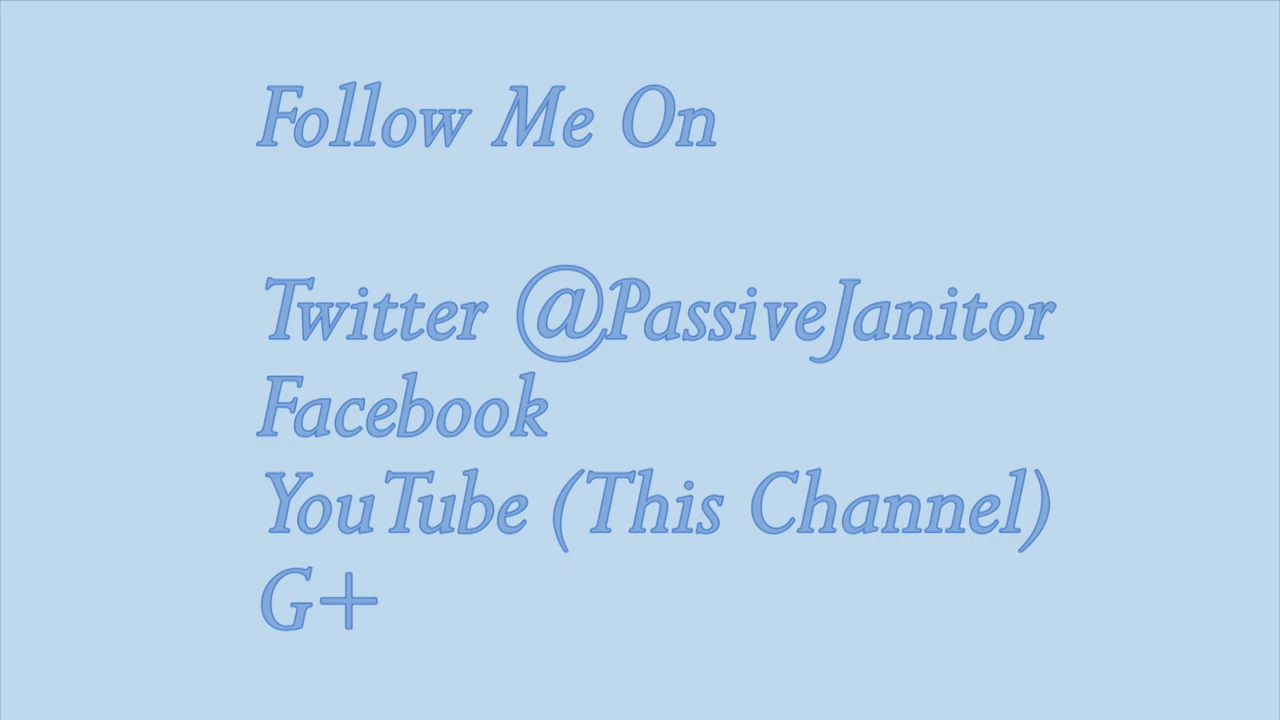 Follow Me On
Twitter @PassiveJanitor
Facebook
YouTube (This Channel)
G+